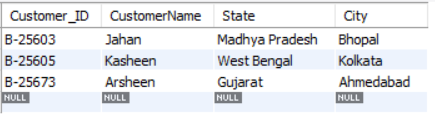 Customer_ID CustomerName State City
B-25603 Jahan Madhya Pradesh Bhopal
B-25605 Kasheen West Bengal Kolkata
B-25673 Arsheen Gujarat Ahmedabad
NULL NULL NULL NULL